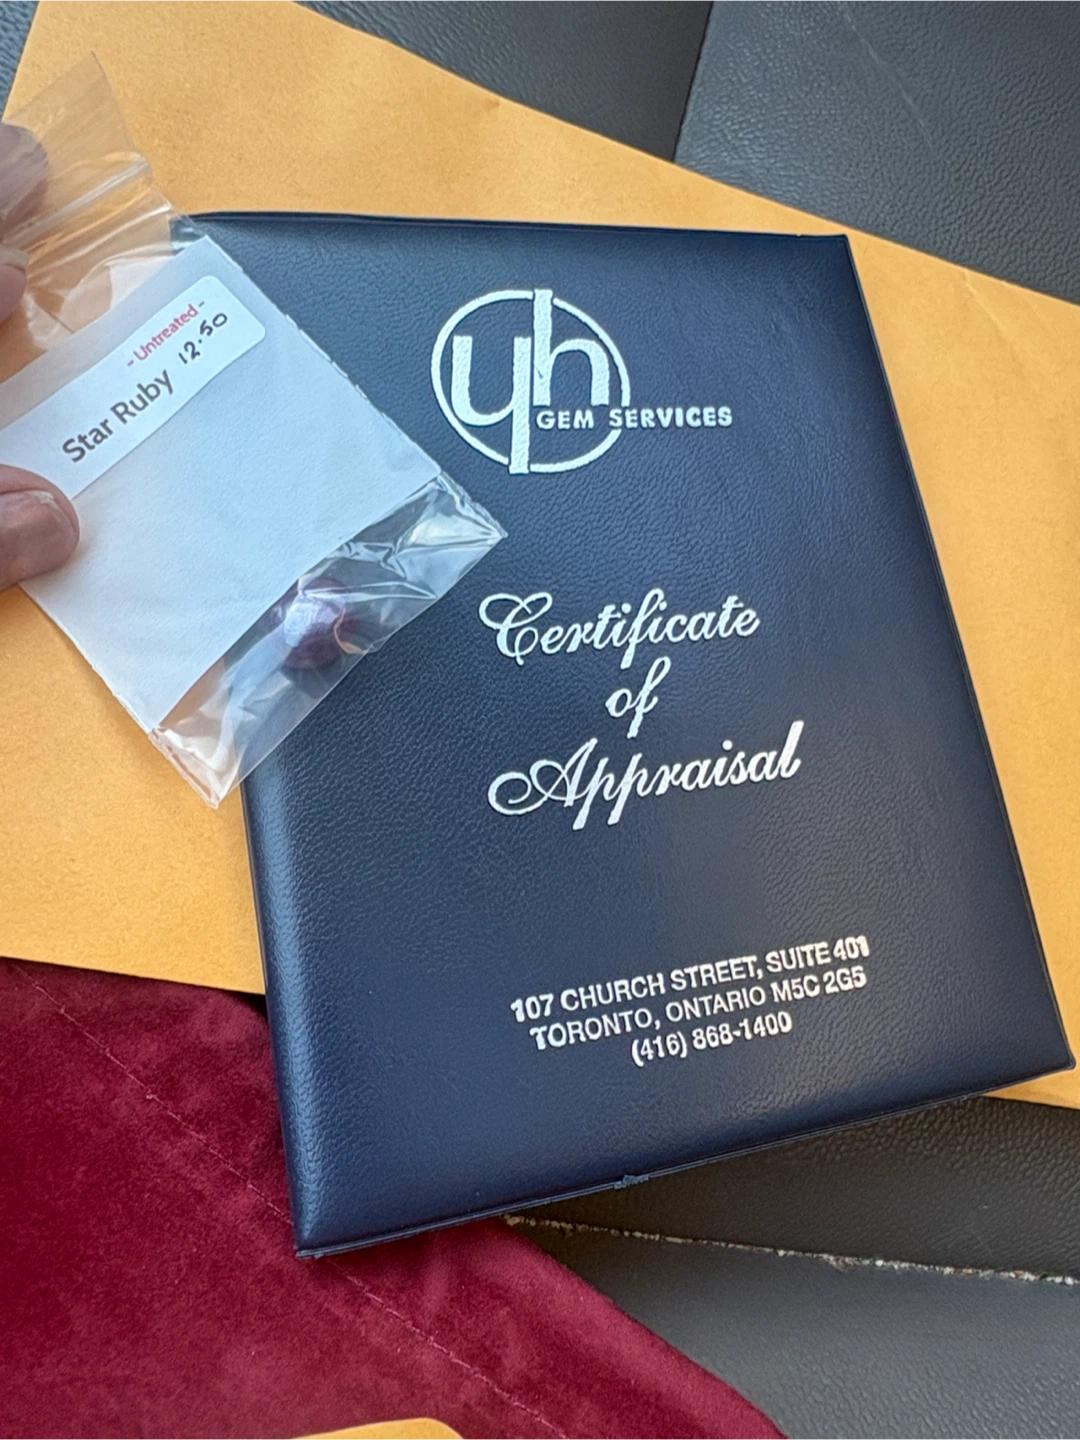 - Untreated -
Star Ruby 12.50
yh
GEM SERVICES
Certificate
of
Appraisal
107 CHURCH STREET, SUITE 401
TORONTO, ONTARIO M5C 2G5
(416) 868-1400